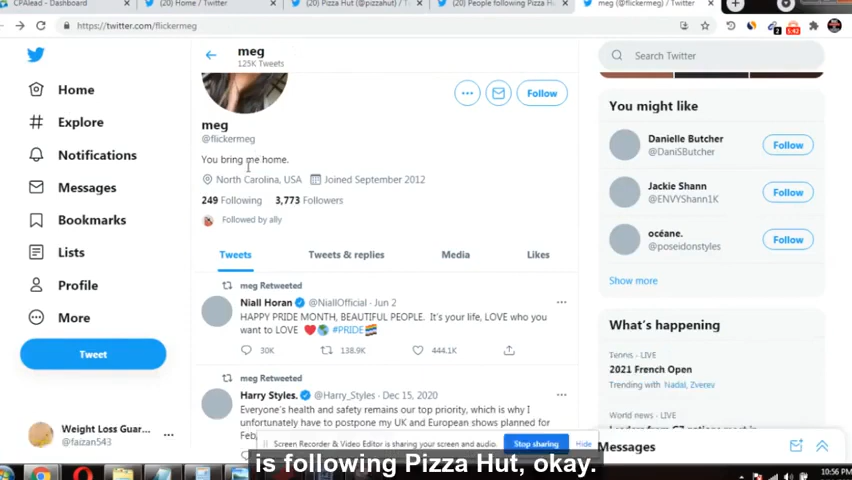 CPAlead - Dashboard
(20) Home / Twitter
(20) Pizza Hut (@pizzahut) / T
(20) People following Pizza H
meg (@flickermeg) / Twitter
https://twitter.com/flickermeg
meg
125K Tweets
Search Twitter
Home
Explore
Notifications
Messages
Bookmarks
Lists
Profile
More
Tweet
Weight Loss Guar...
@faizan543
Follow
meg
@flickermeg
You bring me home.
North Carolina, USA
Joined September 2012
249 Following
3,773 Followers
Followed by ally
Tweets
Tweets & replies
Media
Likes
meg Retweeted
Niall Horan @NiallOfficial · Jun 2
HAPPY PRIDE MONTH, BEAUTIFUL PEOPLE. It's your life, LOVE who you
want to LOVE ❤️🌎 #PRIDE🏳️‍🌈
30K
138.9K
444.1K
meg Retweeted
Harry Styles. @Harry_Styles · Dec 15, 2020
Everyone's health and safety remains our top priority, which is why I
unfortunately have to postpone my UK and European shows planned for
Feb
You might like
Danielle Butcher
@DaniSButcher
Follow
Jackie Shann
@ENVYShann1K
Follow
océane.
@poseidonstyles
Follow
Show more
What's happening
Tennis · LIVE
2021 French Open
Trending with Nadal, Zverev
World news · LIVE
Messages
Screen Recorder & Video Editor is sharing your screen and audio.
Stop sharing
Hide
is following Pizza Hut, okay.
10:56 PM